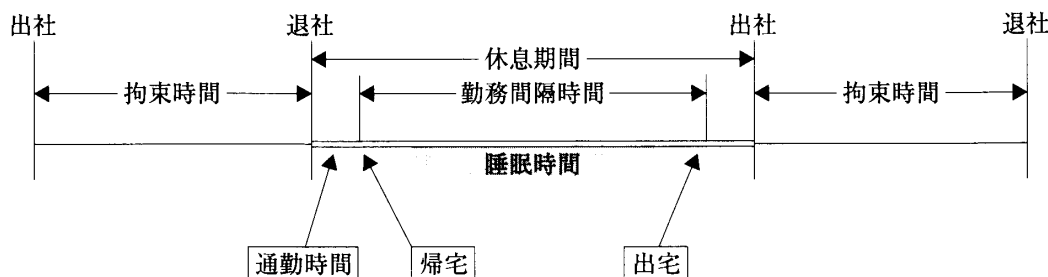 出社
退社
出社
退社
休息期間
拘束時間
勤務間隔時間
拘束時間
睡眠時間
通勤時間
帰宅
出宅